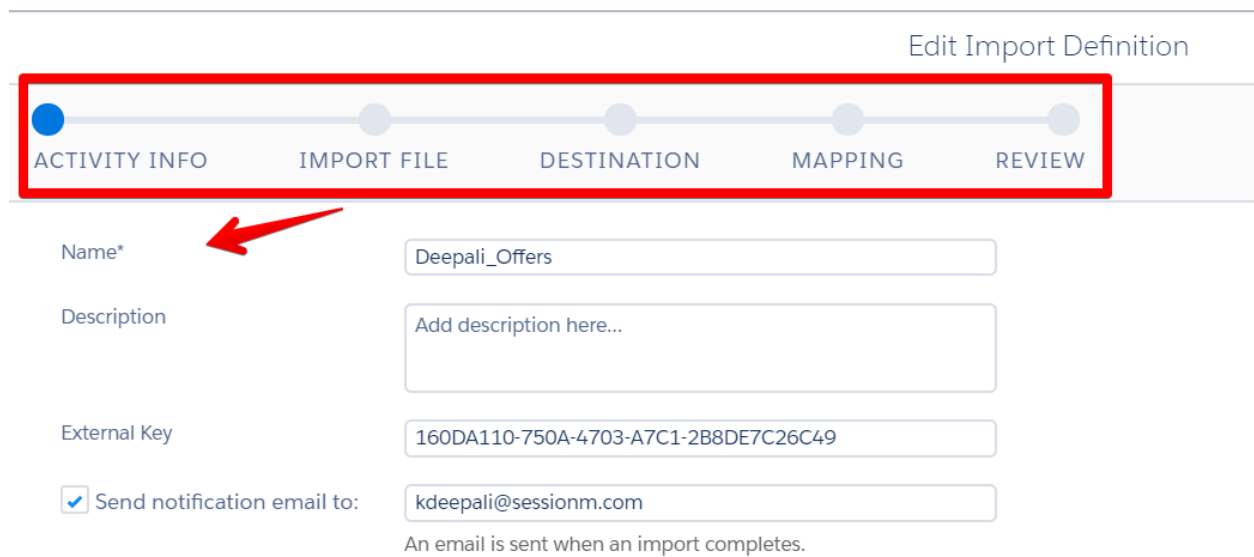 Edit Import Definition
ACTIVITY INFO IMPORT FILE DESTINATION MAPPING REVIEW
Name* Deepali_Offers
Description Add description here...
External Key 160DA110-750A-4703-A7C1-2B8DE7C26C49
Send notification email to: kdeepali@sessionm.com
An email is sent when an import completes.